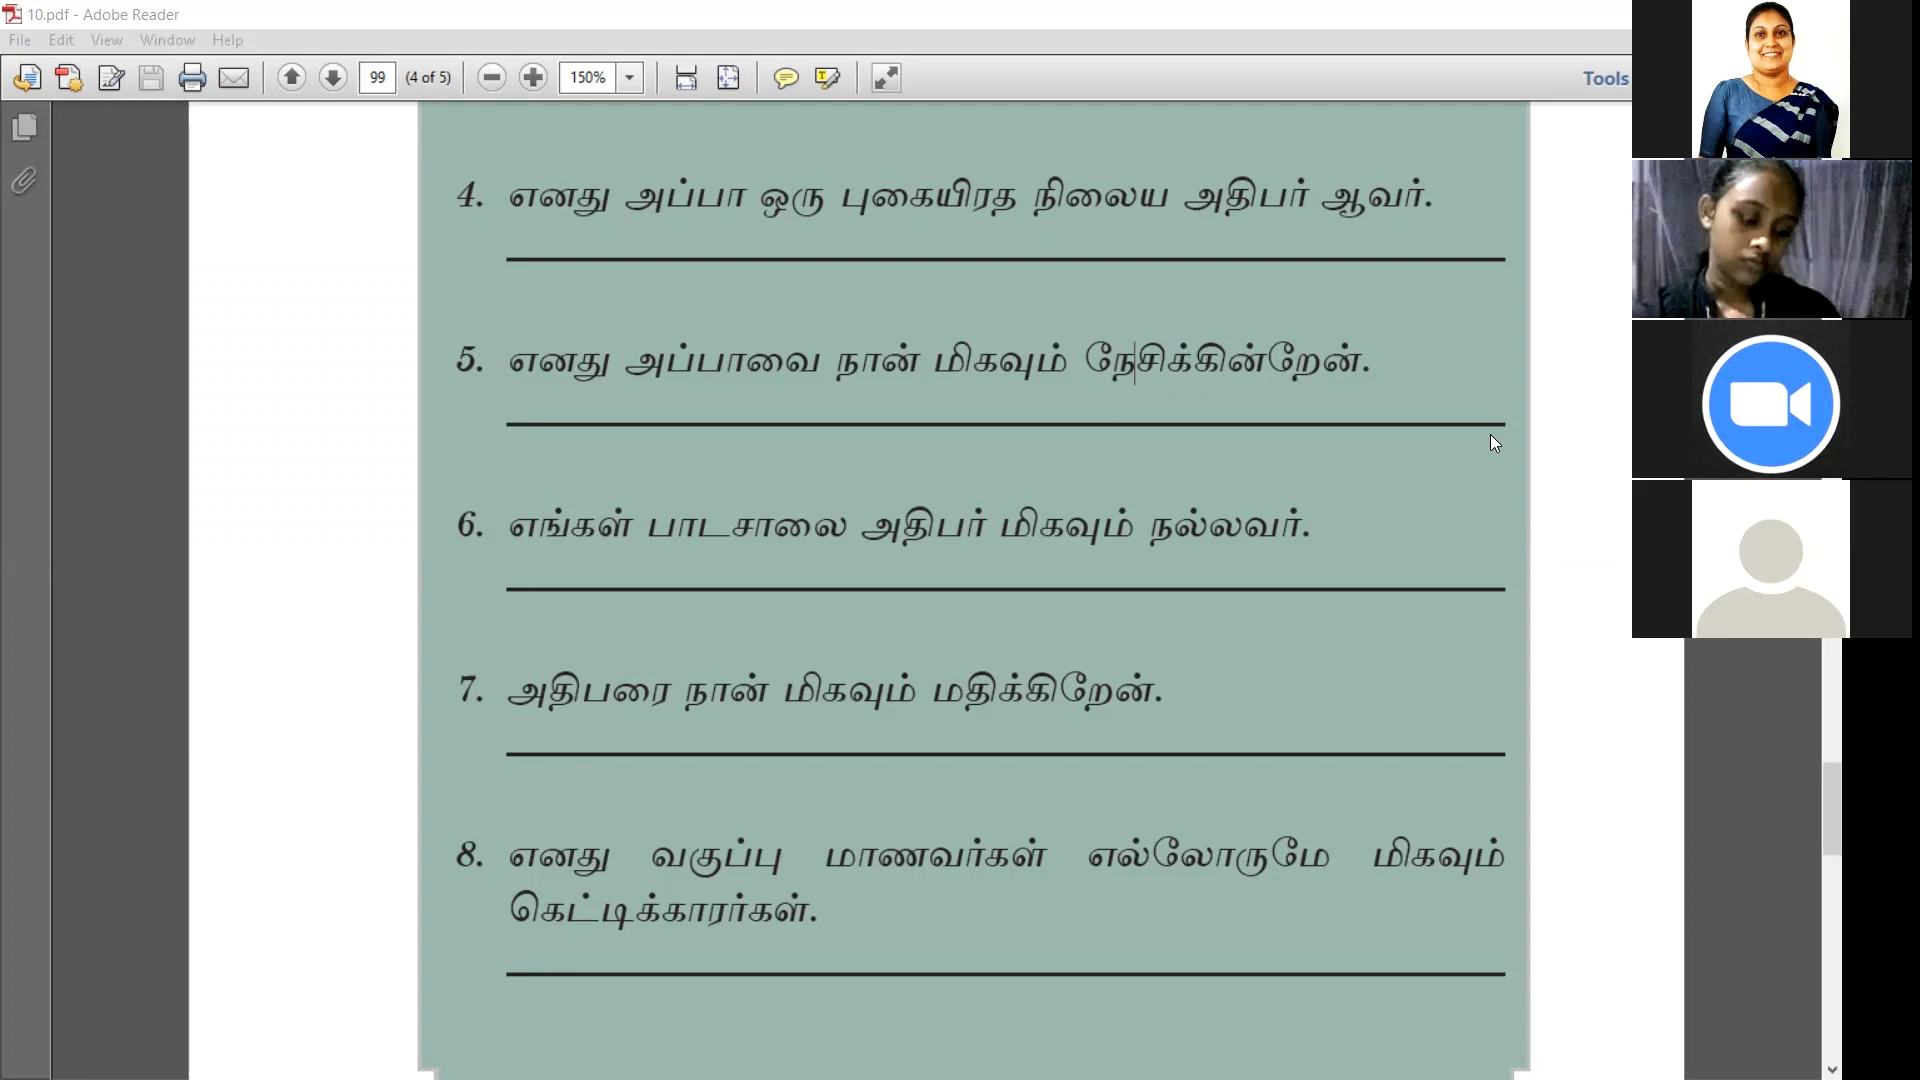 10.pdf - Adobe Reader
File Edit View Window Help
99 (4 of 5) 150% Tools
4. எனது அப்பா ஒரு புகையிரத நிலைய அதிபர் ஆவர்.
5. எனது அப்பாவை நான் மிகவும் நேசிக்கின்றேன்.
6. எங்கள் பாடசாலை அதிபர் மிகவும் நல்லவர்.
7. அதிபரை நான் மிகவும் மதிக்கிறேன்.
8. எனது வகுப்பு மாணவர்கள் எல்லோருமே மிகவும்
கெட்டிக்காரர்கள்.